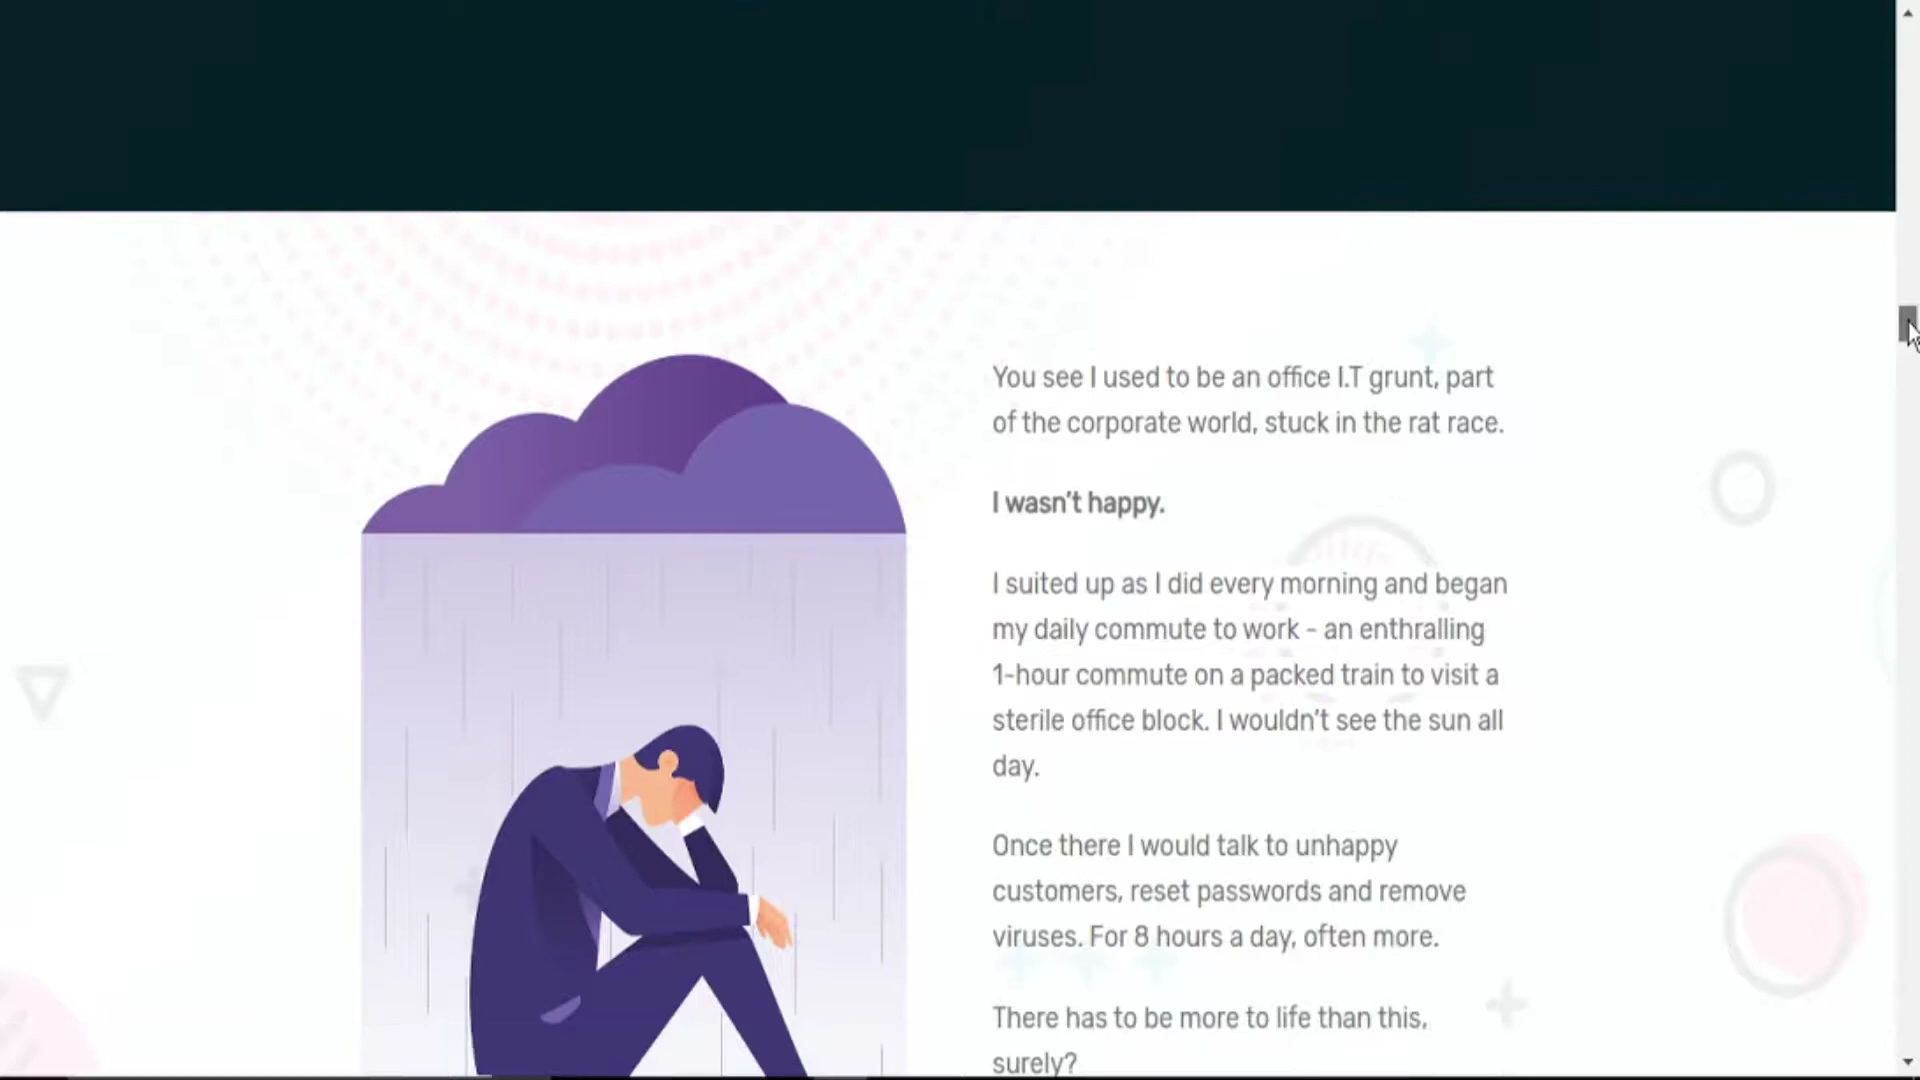 You see I used to be an office I.T grunt, part
of the corporate world, stuck in the rat race.
I wasn't happy.
I suited up as I did every morning and began
my daily commute to work - an enthralling
1-hour commute on a packed train to visit a
sterile office block. I wouldn't see the sun all
day.
Once there I would talk to unhappy
customers, reset passwords and remove
viruses. For 8 hours a day, often more.
There has to be more to life than this,
surely?